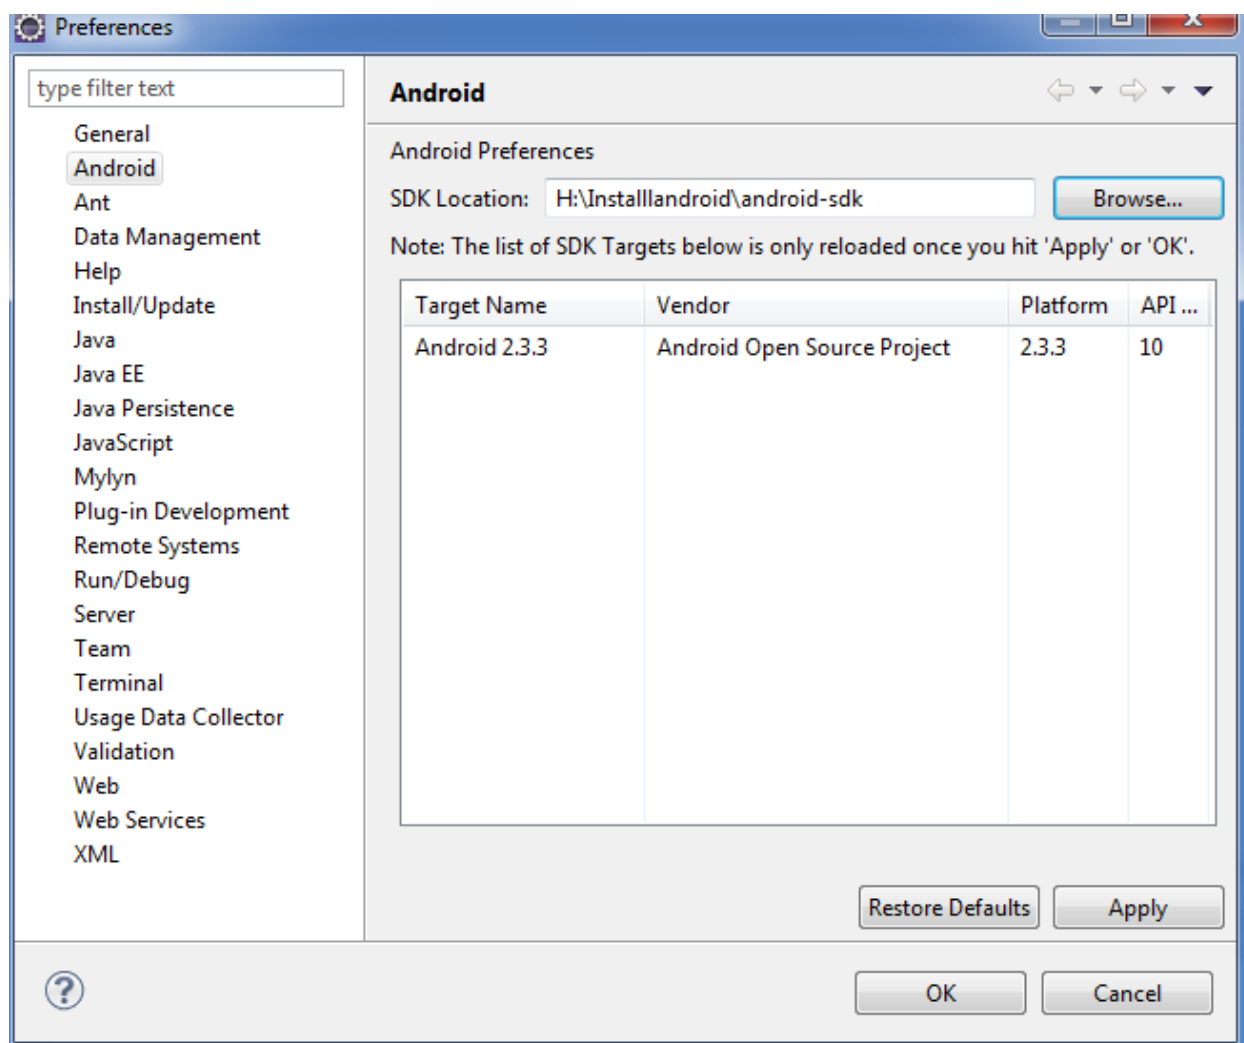 Preferences
type filter text
General
Android
Ant
Data Management
Help
Install/Update
Java
Java EE
Java Persistence
JavaScript
Mylyn
Plug-in Development
Remote Systems
Run/Debug
Server
Team
Terminal
Usage Data Collector
Validation
Web
Web Services
XML
Android
Android Preferences
SDK Location: H:\Installlandroid\android-sdk Browse...
Note: The list of SDK Targets below is only reloaded once you hit 'Apply' or 'OK'.
Target Name Vendor Platform API ...
Android 2.3.3 Android Open Source Project 2.3.3 10
Restore Defaults Apply
OK Cancel